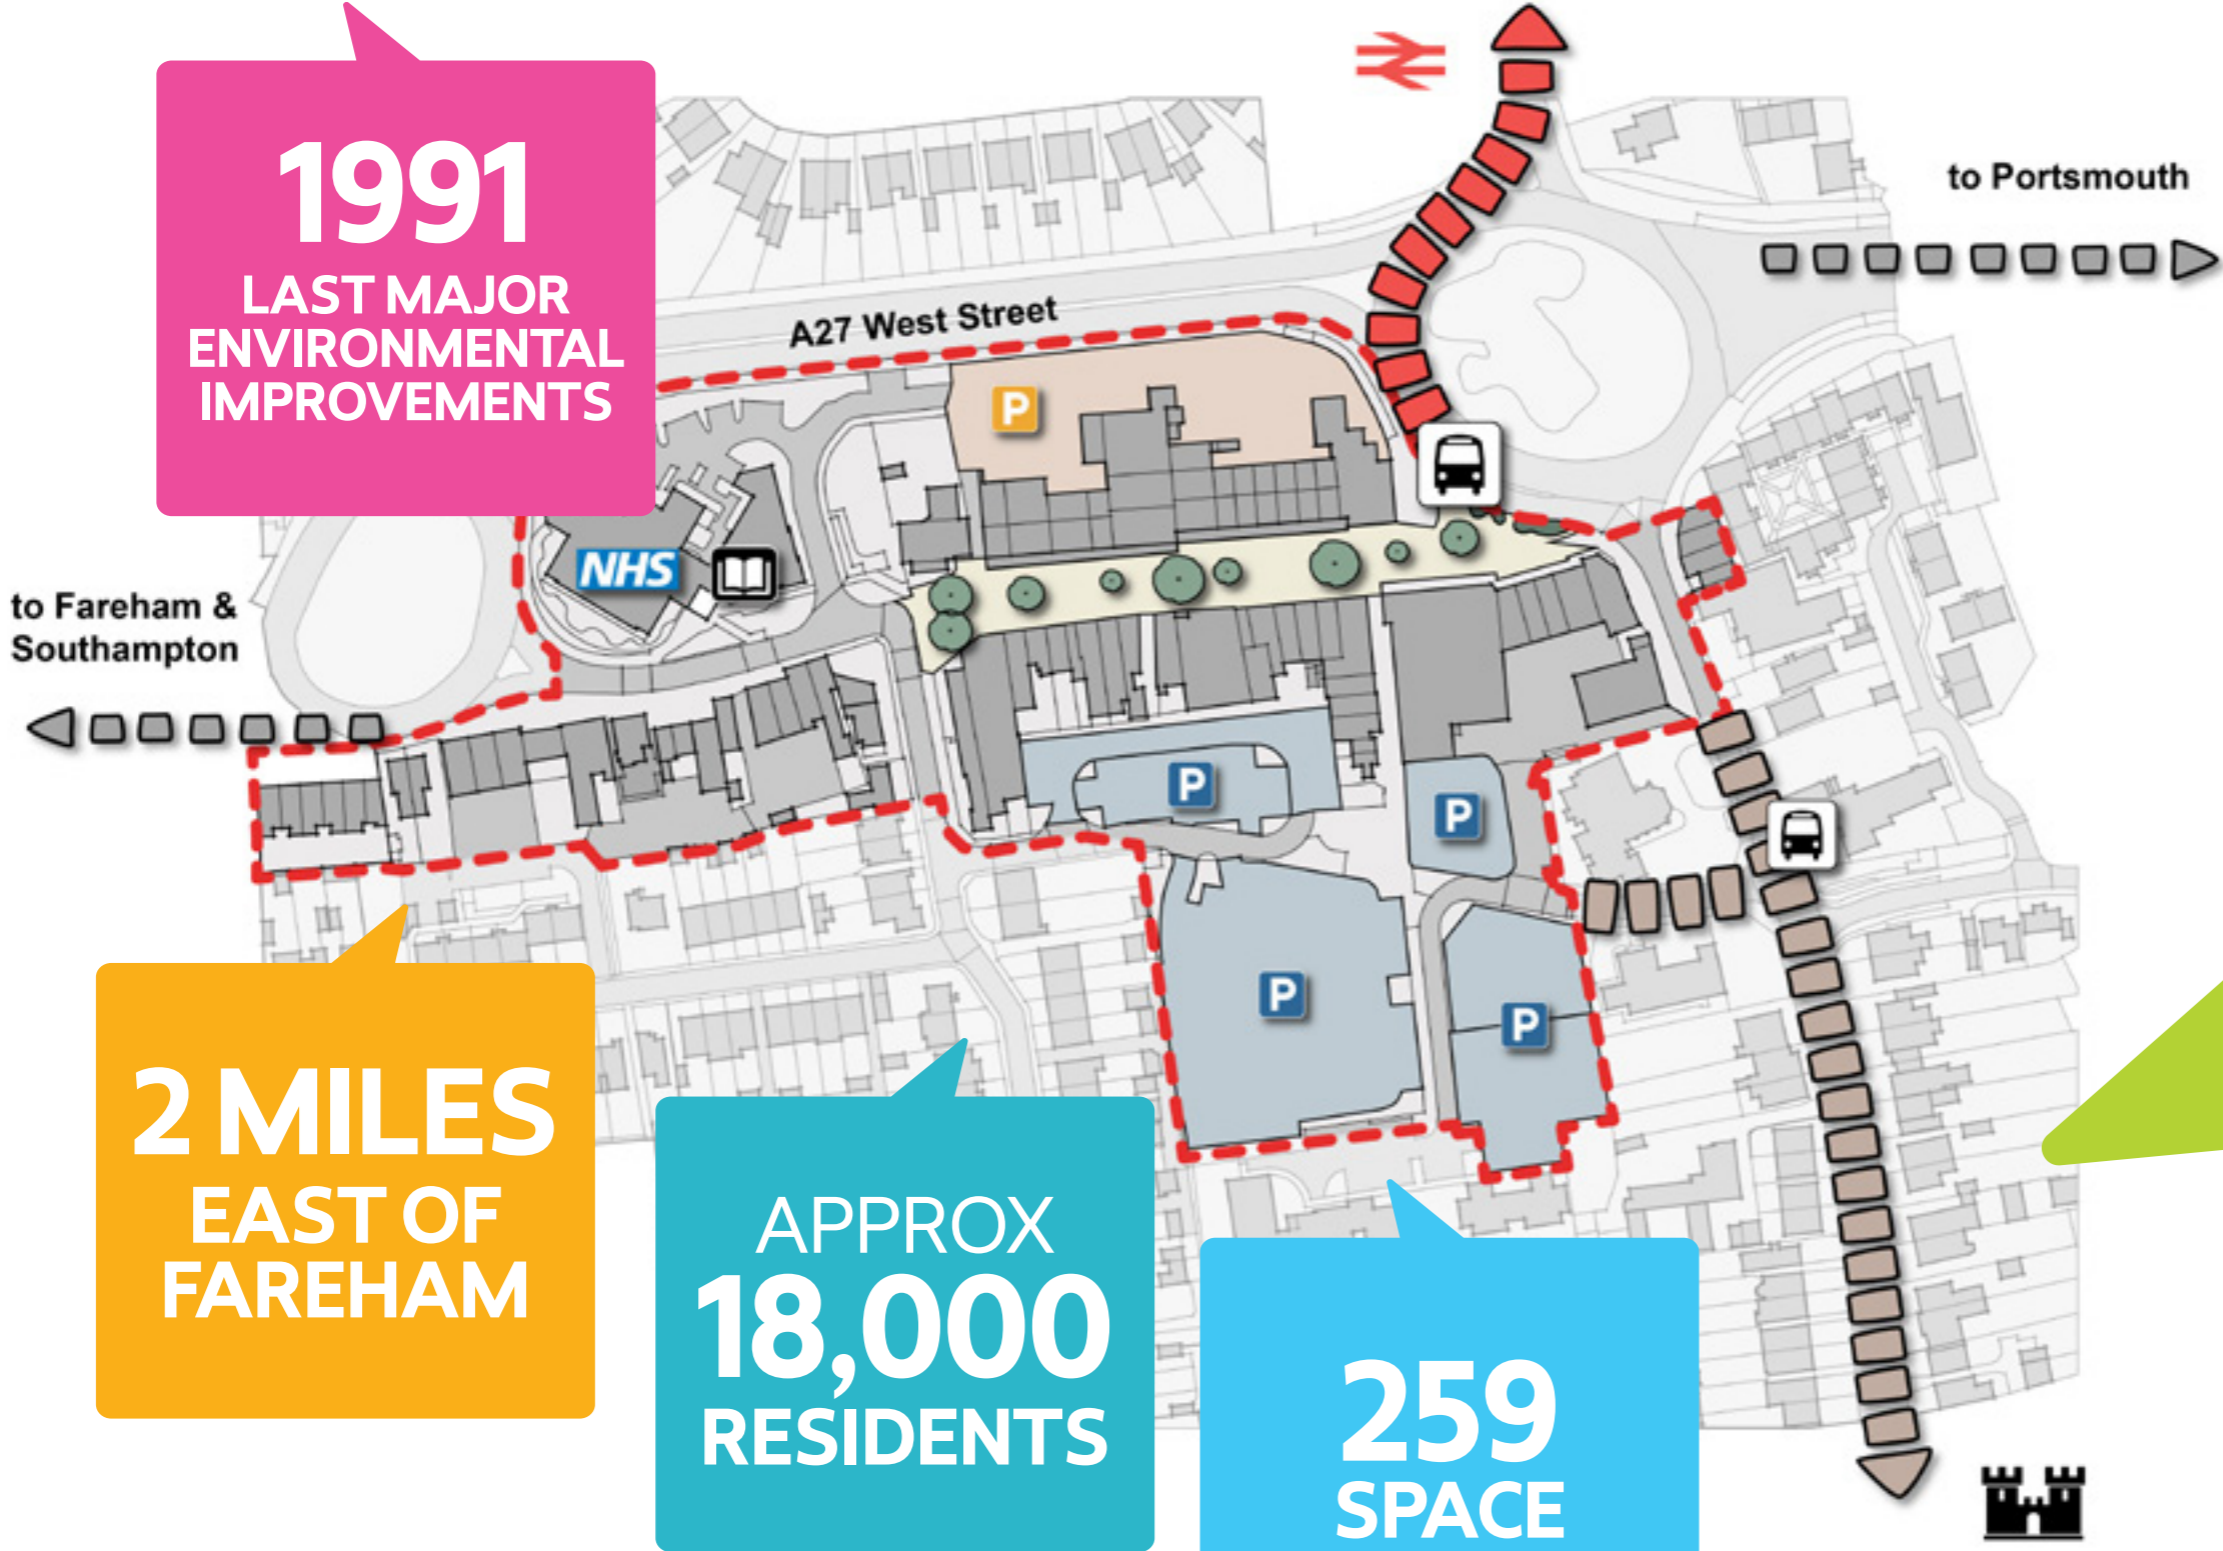 1991
LAST MAJOR
ENVIRONMENTAL
IMPROVEMENTS
to Portsmouth
A27 West Street
P
NHS
to Fareham &
Southampton
P
P
P
P
2 MILES
EAST OF
FAREHAM
APPROX
18,000
RESIDENTS
259
SPACE